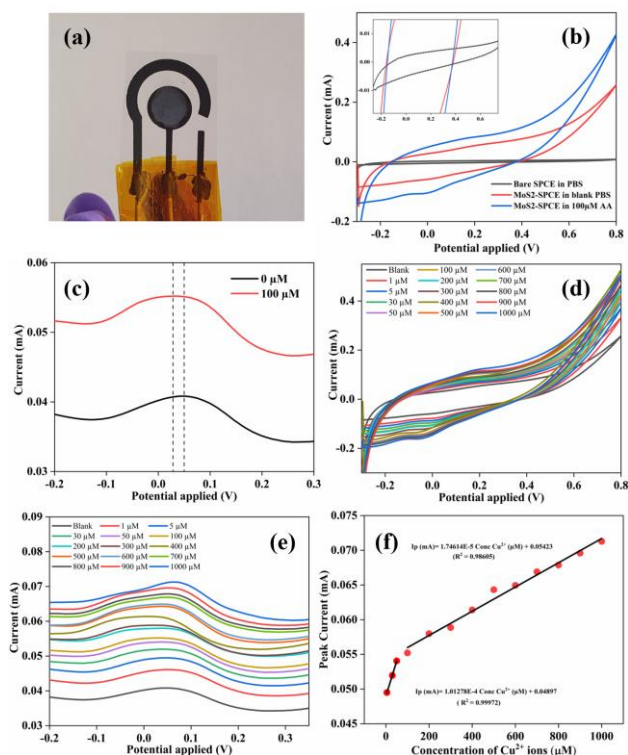 (a)
(b)
0.01
0.00
-0.01
-0.2 0.0 0.2 0.4 0.6
Current (mA)
0.4
0.2
0.0
-0.2
Bare SPCE in PBS
MoS2-SPCE in blank PBS
MoS2-SPCE in 100µM AA
0.0 0.2 0.4 0.6 0.8
Potential applied (V)
(c)
0 µM
100 µM
Current (mA)
0.06
0.05
0.04
0.03
-0.2 -0.1 0.0 0.1 0.2 0.3
Potential applied (V)
(d)
Blank 100 µM 600 µM
1 µM 200 µM 700 µM
5 µM 300 µM 800 µM
30 µM 400 µM 900 µM
50 µM 500 µM 1000 µM
Current (mA)
0.4
0.2
0.0
-0.2
0.0 0.2 0.4 0.6 0.8
Potential applied (V)
(e)
Blank 1 µM 5 µM
30 µM 50 µM 100 µM
200 µM 300 µM 400 µM
500 µM 600 µM 700 µM
800 µM 900 µM 1000 µM
Current (mA)
0.09
0.08
0.07
0.06
0.05
0.04
0.03
-0.2 -0.1 0.0 0.1 0.2 0.3
Potential applied (V)
(f)
Ip (mA)= 1.74614E-5 Conc Cu²⁺ (µM) + 0.05423
(R² = 0.98605)
Ip (mA)= 1.01278E-4 Conc Cu²⁺ (µM) + 0.04897
( R² = 0.99972)
Peak Current (mA)
0.075
0.070
0.065
0.060
0.055
0.050
0.045
0 200 400 600 800 1000
Concentration of Cu²⁺ ions (µM)